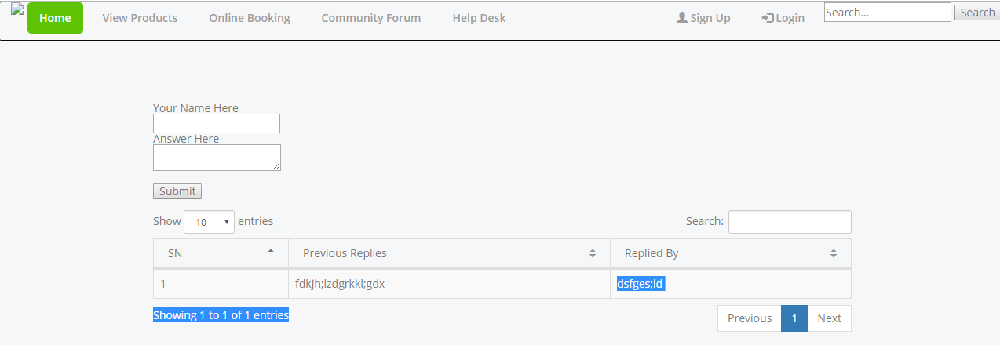 Home View Products Online Booking Community Forum Help Desk Sign Up Login Search... Search
Your Name Here
Answer Here
Submit
Show 10 entries Search:
SN Previous Replies Replied By
1 fdkjh;lzdgrkkl;gdx dsfges;ld
Showing 1 to 1 of 1 entries Previous 1 Next